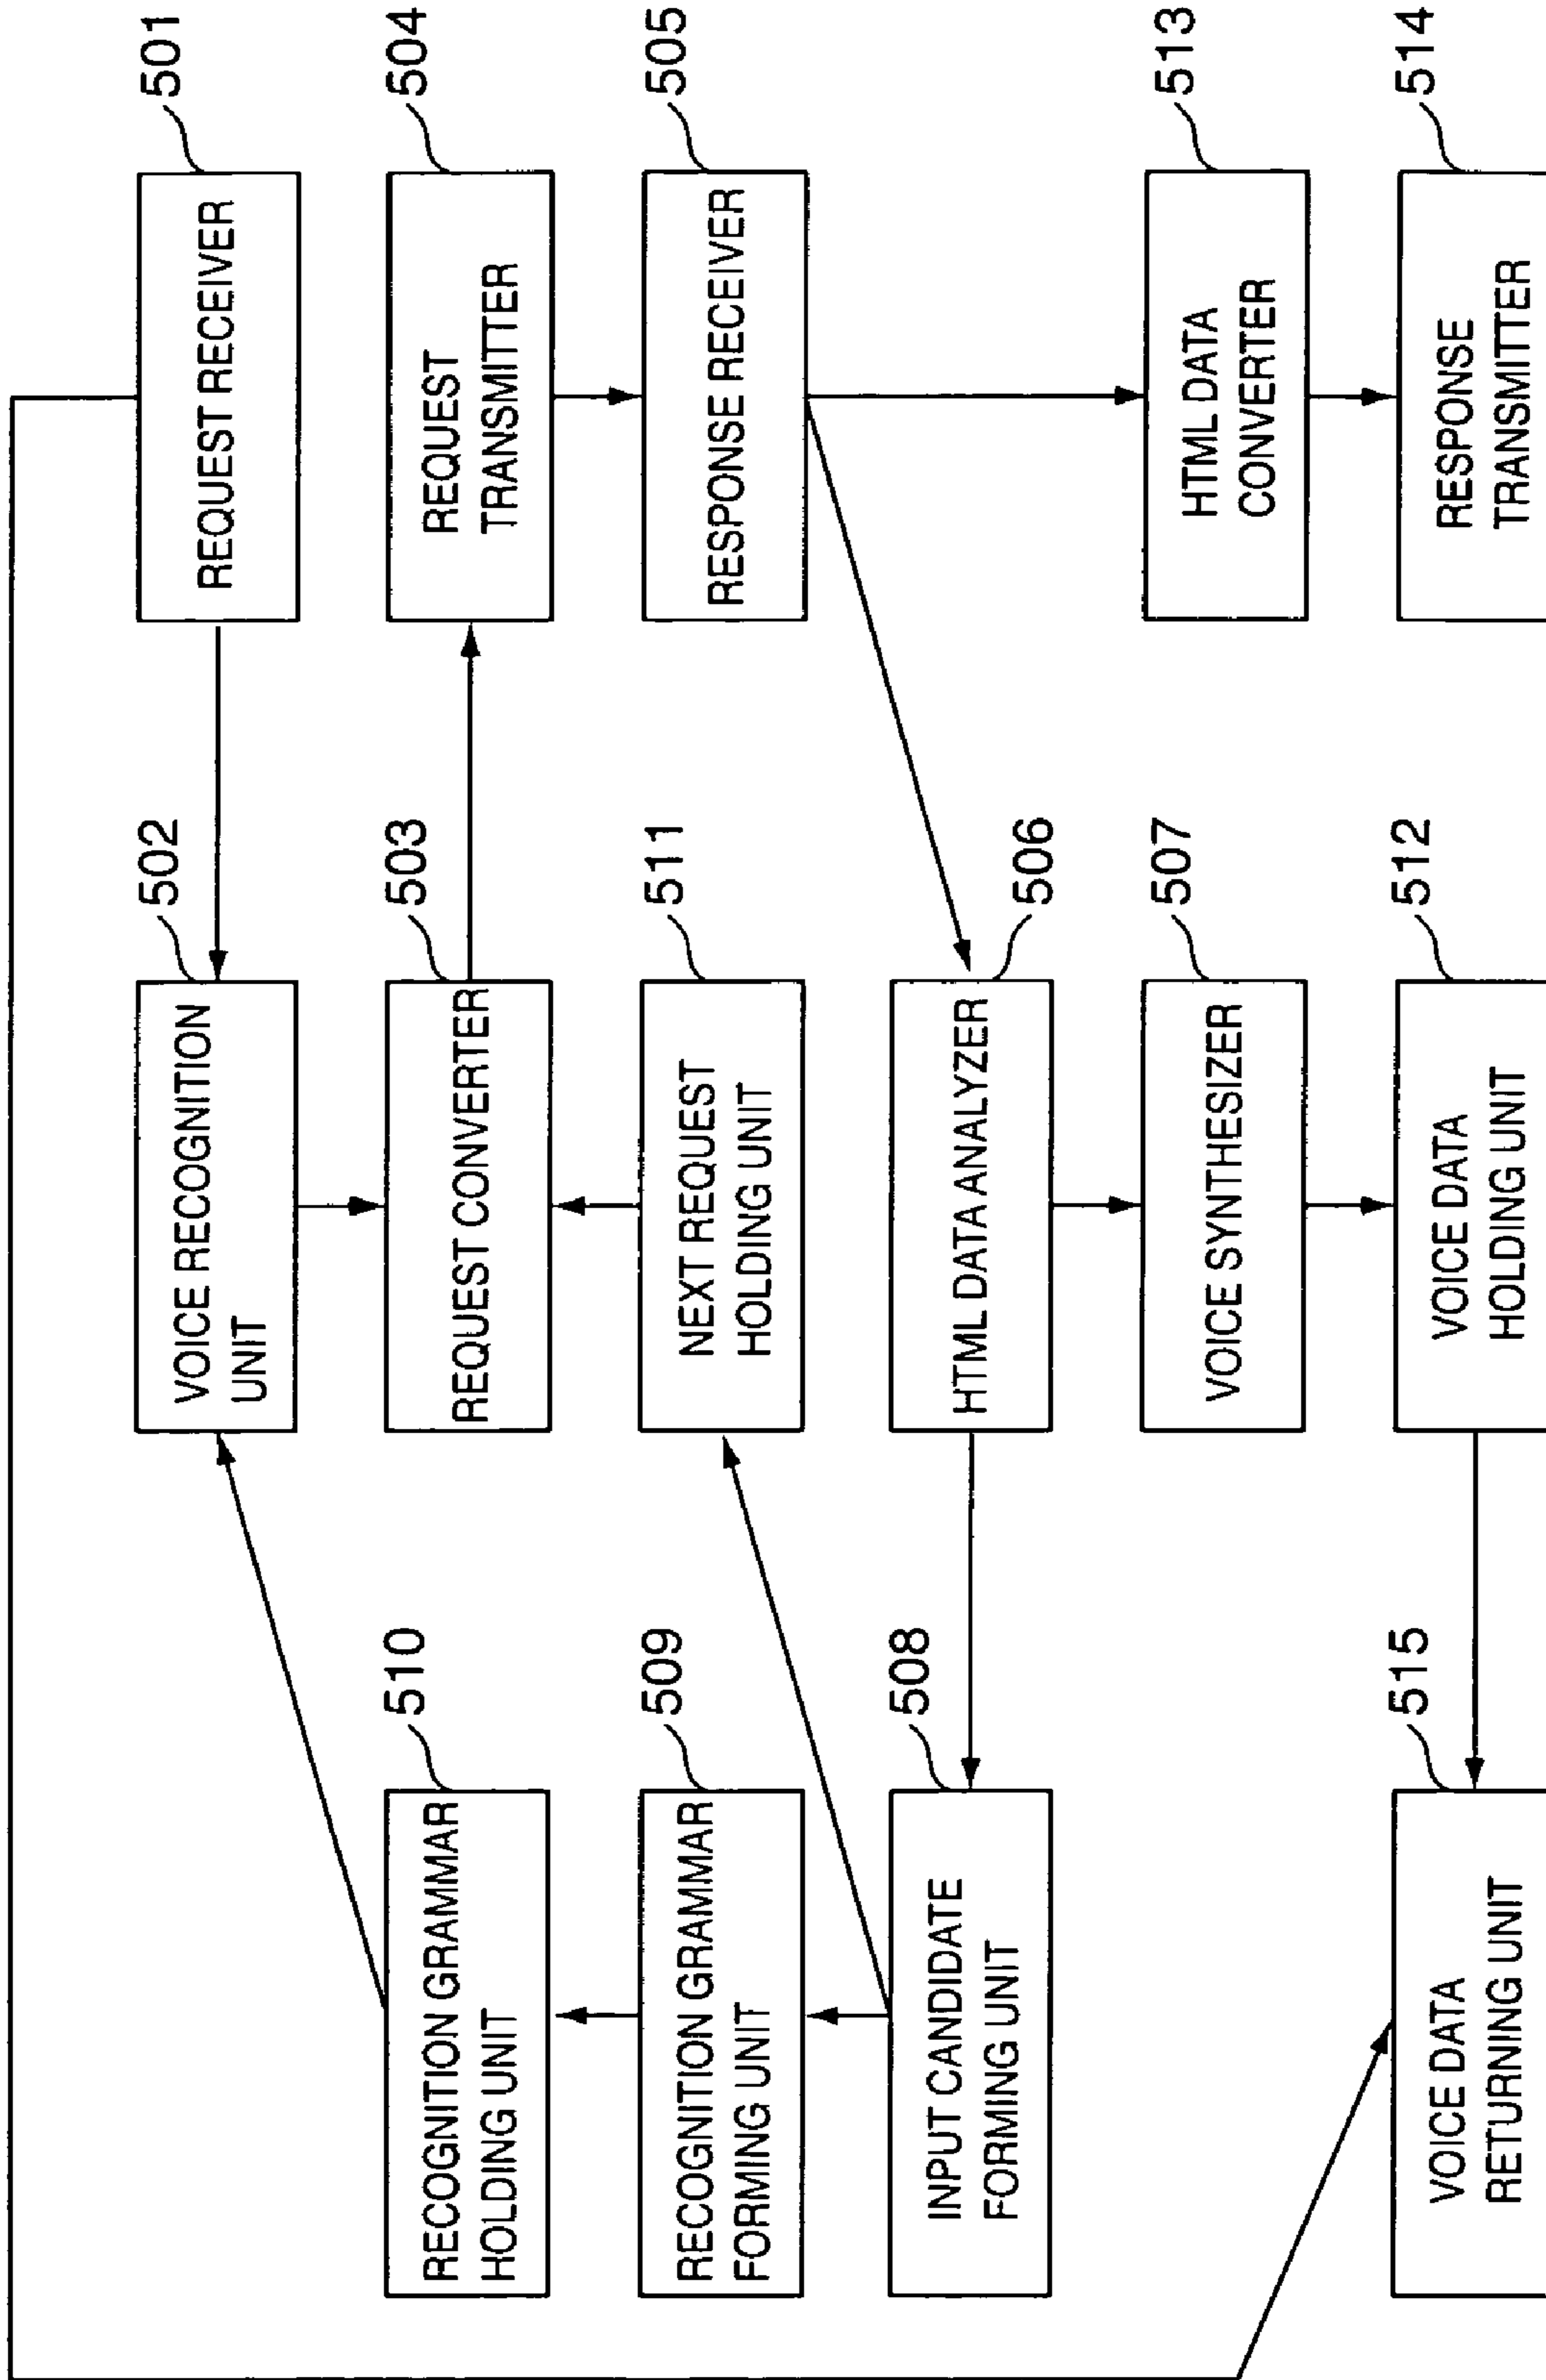 502
VOICE RECOGNITION
UNIT
501
REQUEST RECEIVER
510
RECOGNITION GRAMMAR
HOLDING UNIT
503
REQUEST CONVERTER
504
REQUEST
TRANSMITTER
509
RECOGNITION GRAMMAR
FORMING UNIT
511
NEXT REQUEST
HOLDING UNIT
505
RESPONSE RECEIVER
508
INPUT CANDIDATE
FORMING UNIT
506
HTML DATA ANALYZER
507
VOICE SYNTHESIZER
513
HTML DATA
CONVERTER
515
VOICE DATA
RETURNING UNIT
512
VOICE DATA
HOLDING UNIT
514
RESPONSE
TRANSMITTER